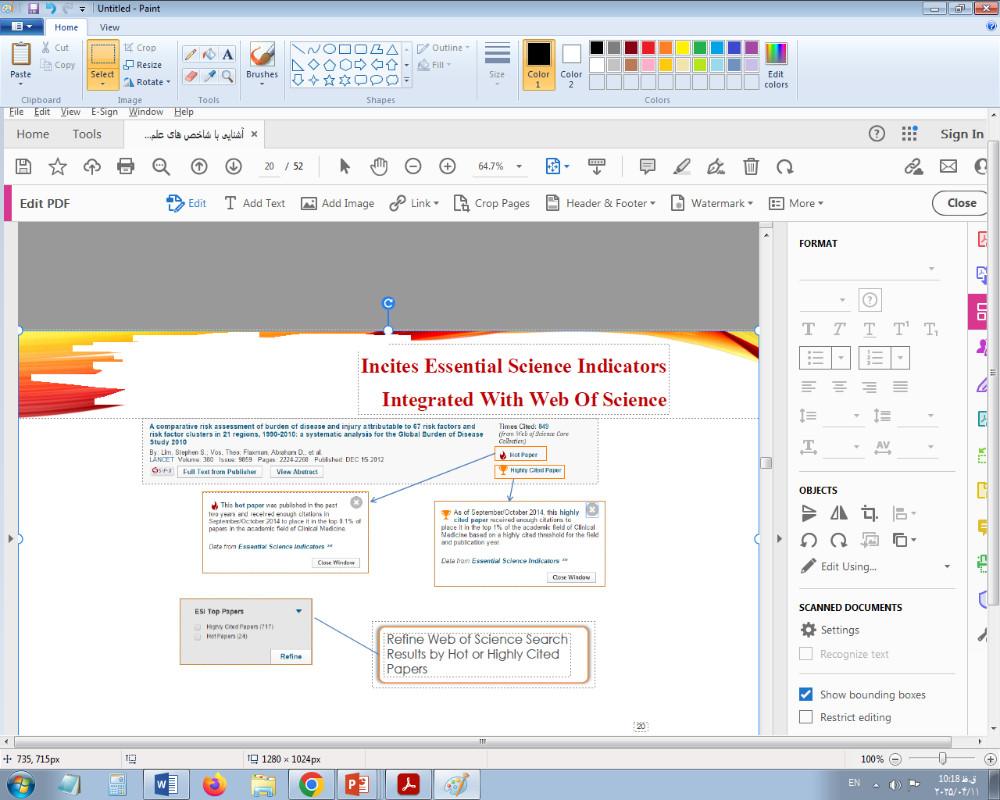 Untitled - Paint
Home View
Paste
Cut
Copy
Clipboard
Select
Crop
Resize
Rotate
Image
A
Tools
Brushes
Shapes
Outline
Fill
Size
Color 1
Color 2
Colors
Edit colors
File Edit View E-Sign Window Help
Home Tools آشنایی با شاخص های علم... × Sign In
20 / 52 64.7%
Edit PDF Edit Add Text Add Image Link Crop Pages Header & Footer Watermark More Close
Incites Essential Science Indicators
Integrated With Web Of Science
A comparative risk assessment of burden of disease and injury attributable to 67 risk factors and
risk factor clusters in 21 regions, 1990-2010: a systematic analysis for the Global Burden of Disease
Study 2010
By: Lim, Stephen S.; Vos, Theo; Flaxman, Abraham D.; et al.
LANCET Volume: 380 Issue: 9859 Pages: 2224-2260 Published: DEC 15 2012
S·F·X Full Text from Publisher View Abstract
Times Cited: 849
(from Web of Science Core
Collection)
Hot Paper
Highly Cited Paper
This hot paper was published in the past
two years and received enough citations in
September/October 2014 to place it in the top 0.1% of
papers in the academic field of Clinical Medicine.
Data from Essential Science Indicators ™
Close Window
As of September/October 2014, this highly
cited paper received enough citations to
place it in the top 1% of the academic field of Clinical
Medicine based on a highly cited threshold for the field
and publication year.
Data from Essential Science Indicators ™
Close Window
ESI Top Papers
Highly Cited Papers (717)
Hot Papers (24)
Refine
Refine Web of Science Search
Results by Hot or Highly Cited
Papers
20
FORMAT
T T T T¹ T₁
T AV
OBJECTS
Edit Using...
SCANNED DOCUMENTS
Settings
Recognize text
Show bounding boxes
Restrict editing
735, 715px 1280 × 1024px 100%
EN
10:18 ق.ظ
۲۰۲۵/۰۴/۱۱